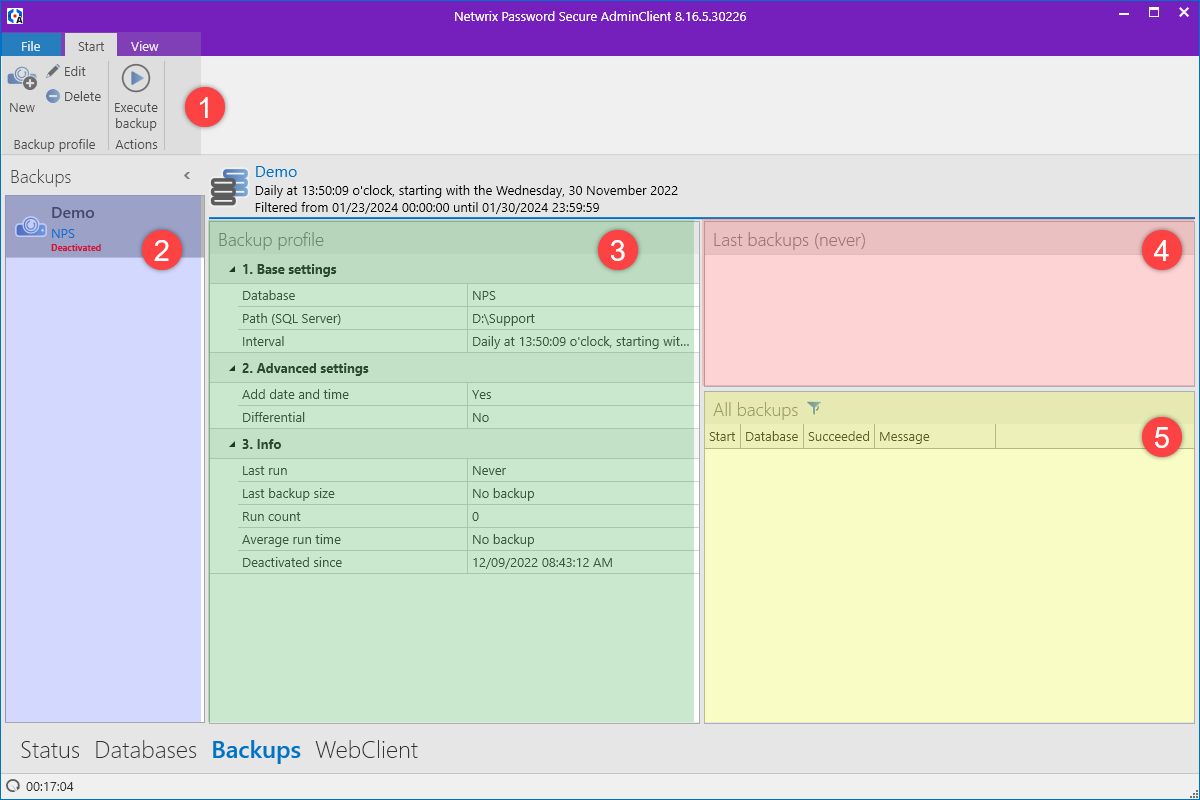 Netwrix Password Secure AdminClient 8.16.5.30226
File Start View
New
Edit
Delete
Execute backup
Backup profile
Actions
1
Backups
Demo
NPS
Deactivated
2
Demo
Daily at 13:50:09 o'clock, starting with the Wednesday, 30 November 2022
Filtered from 01/23/2024 00:00:00 until 01/30/2024 23:59:59
Backup profile
3
1. Base settings
Database NPS
Path (SQL Server) D:\Support
Interval Daily at 13:50:09 o'clock, starting wit...
2. Advanced settings
Add date and time Yes
Differential No
3. Info
Last run Never
Last backup size No backup
Run count 0
Average run time No backup
Deactivated since 12/09/2022 08:43:12 AM
Last backups (never)
4
All backups
Start Database Succeeded Message
5
Status Databases Backups WebClient
00:17:04